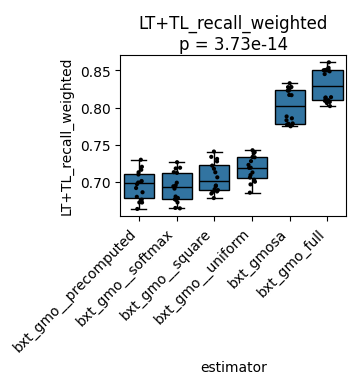 LT+TL_recall_weighted
p = 3.73e-14
LT+TL_recall_weighted
0.85
0.80
0.75
0.70
bxt_gmo__precomputed
bxt_gmo__softmax
bxt_gmo__square
bxt_gmo__uniform
bxt_gmosa
bxt_gmo_full
estimator